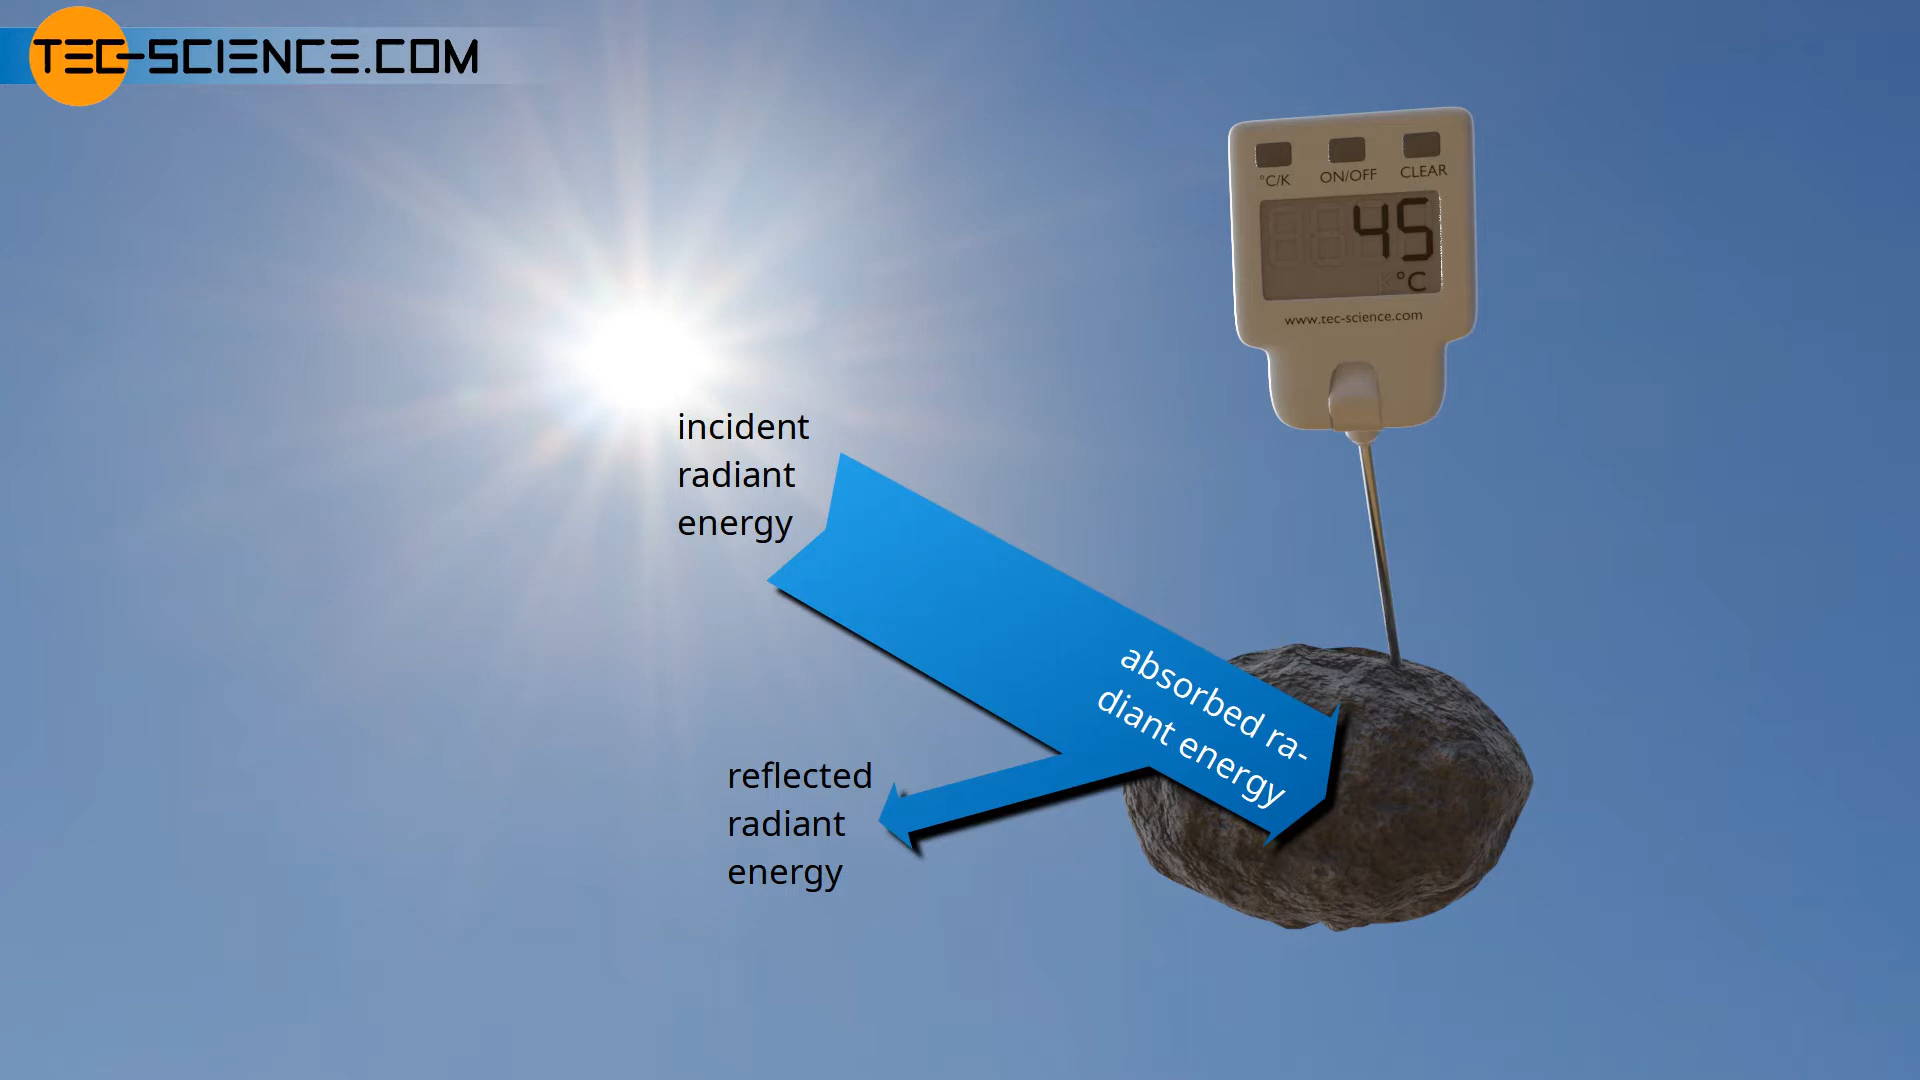 TEC-SCIENCE.COM
°C/K ON/OFF CLEAR
45
°C
www.tec-science.com
incident
radiant
energy
absorbed ra-
diant energy
reflected
radiant
energy